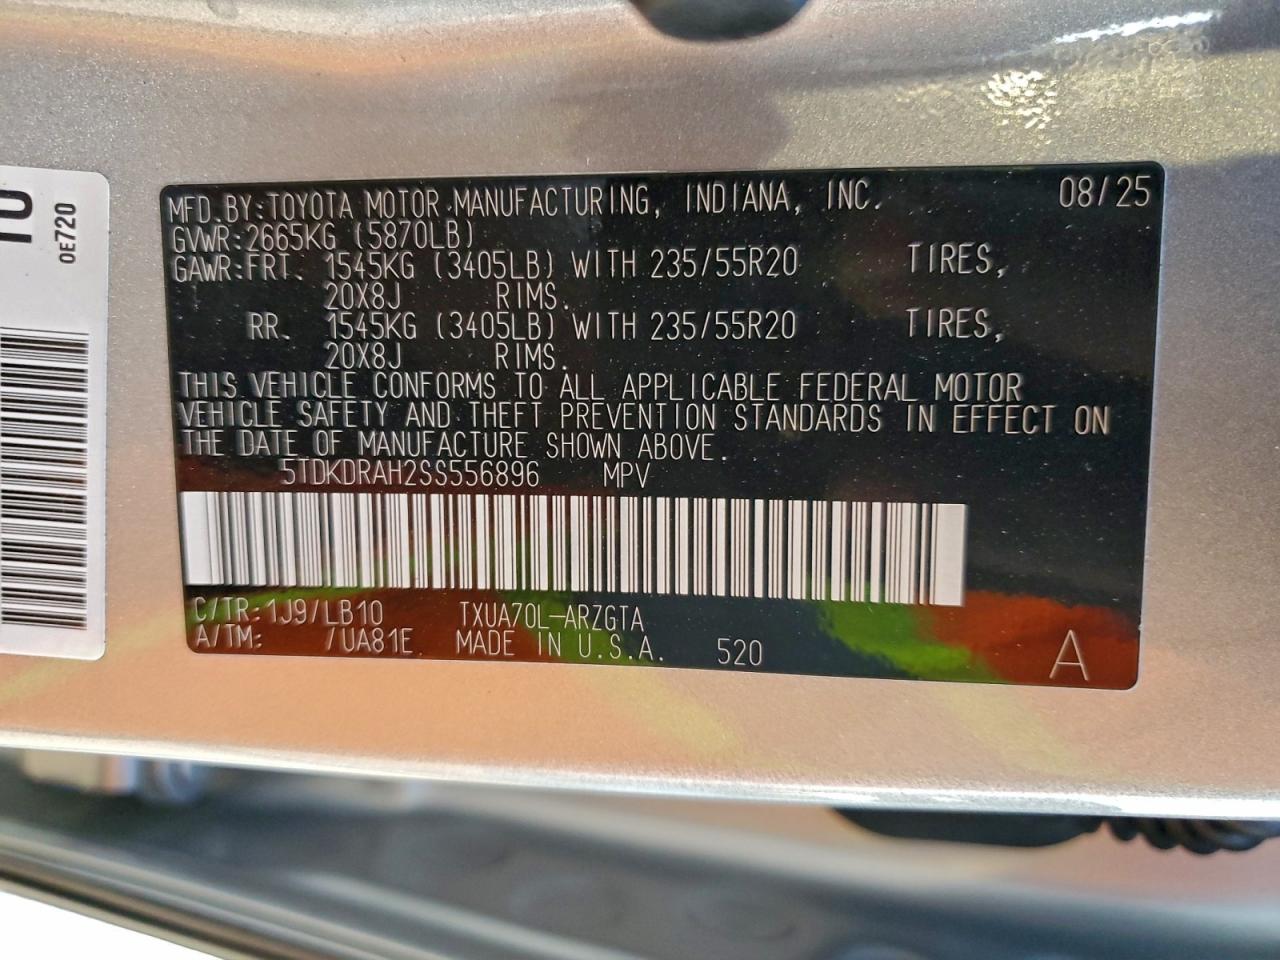 OE720
MFD.BY:TOYOTA MOTOR MANUFACTURING, INDIANA, INC. 08/25
GVWR:2665KG (5870LB)
GAWR:FRT. 1545KG (3405LB) WITH 235/55R20 TIRES,
20X8J RIMS.
RR. 1545KG (3405LB) WITH 235/55R20 TIRES,
20X8J RIMS.
THIS VEHICLE CONFORMS TO ALL APPLICABLE FEDERAL MOTOR
VEHICLE SAFETY AND THEFT PREVENTION STANDARDS IN EFFECT ON
THE DATE OF MANUFACTURE SHOWN ABOVE.
5TDKDRAH2SS556896 MPV
C/TR:1J9/LB10 TXUA70L-ARZGTA
A/TM: /UA81E MADE IN U.S.A. 520 A